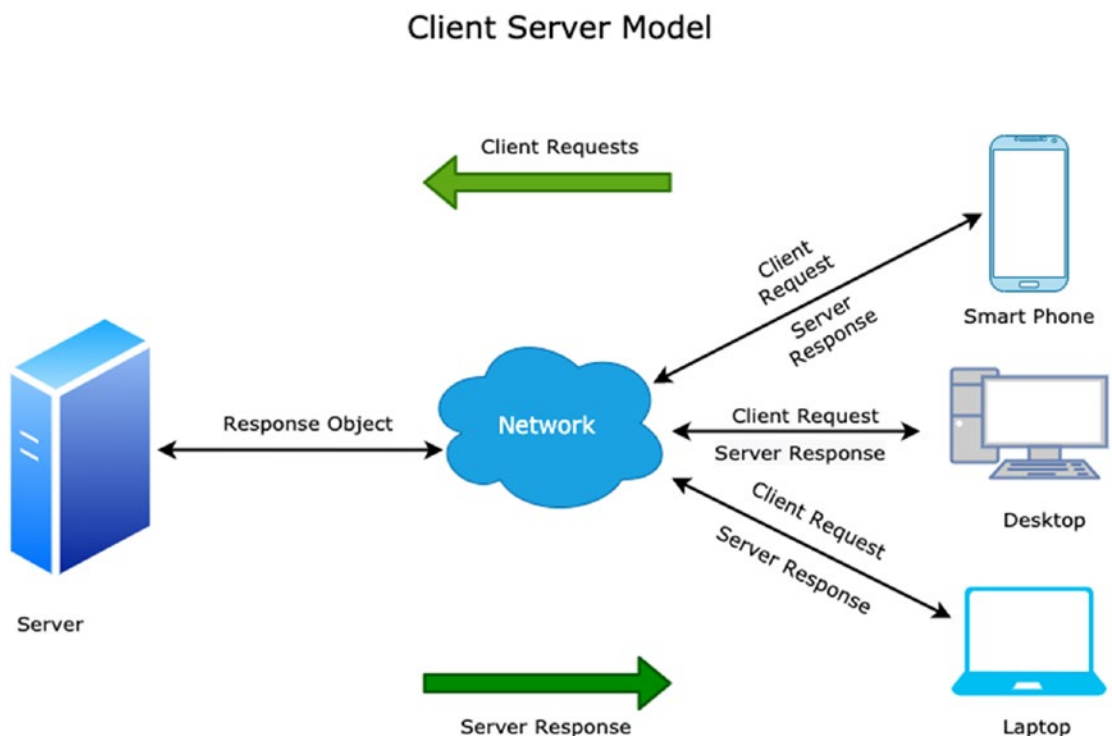 Client Server Model
Client Requests
Client
Request
Server
Response
Smart Phone
Response Object
Network
Client Request
Server Response
Desktop
Client Request
Server Response
Server
Laptop
Server Response